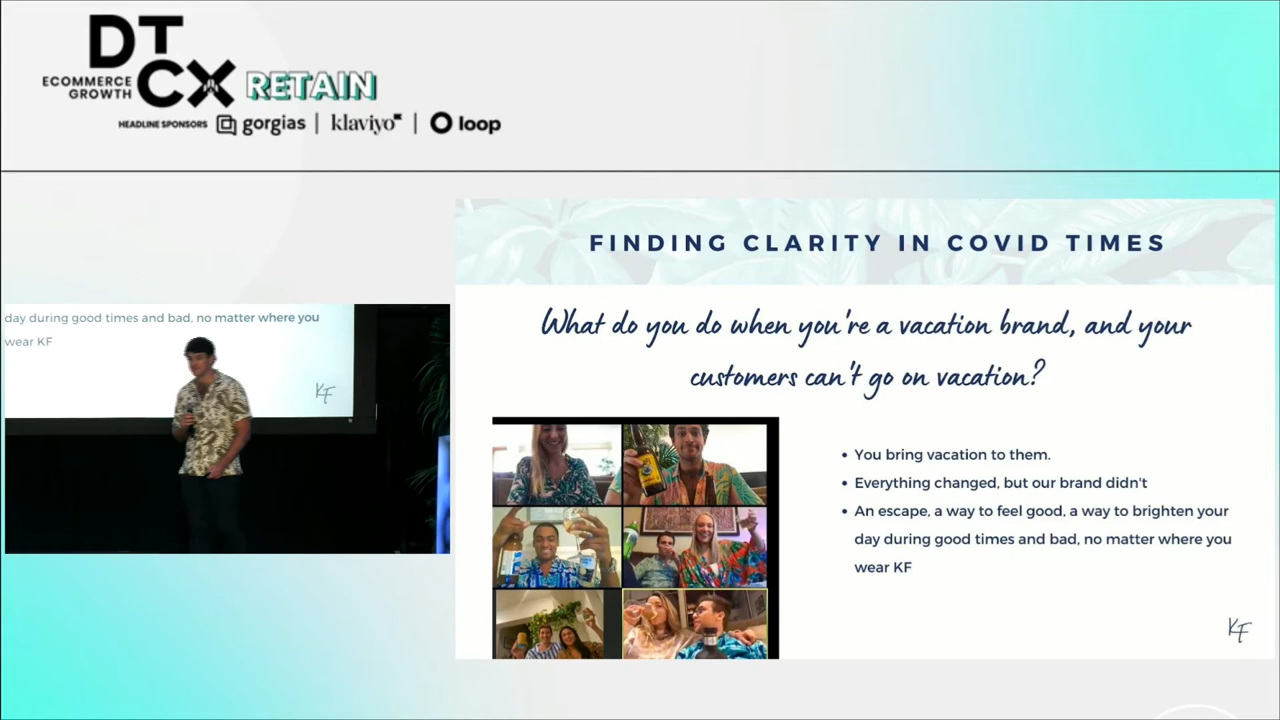 DT
ECOMMERCE
GROWTH
CX
RETAIN
HEADLINE SPONSORS
gorgias | klaviyo | loop
FINDING CLARITY IN COVID TIMES
What do you do when you're a vacation brand, and your
customers can't go on vacation?
• You bring vacation to them.
• Everything changed, but our brand didn't
• An escape, a way to feel good, a way to brighten your
day during good times and bad, no matter where you
wear KF
KF
day during good times and bad, no matter where you
wear KF
KF